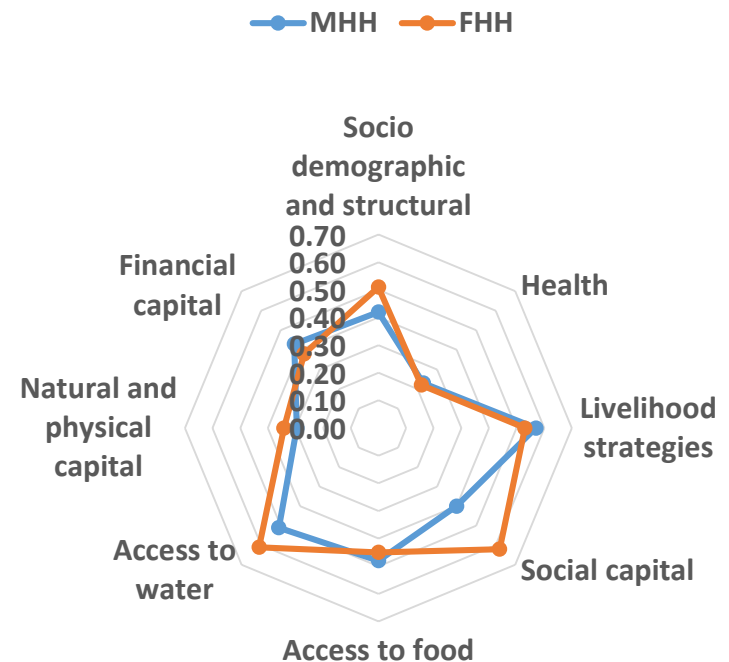 MHH FHH
Socio
demographic
and structural
0.70
0.60
0.50
0.40
0.30
0.20
0.10
0.00
Health
Livelihood
strategies
Social capital
Access to food
Access to
water
Natural and
physical
capital
Financial
capital